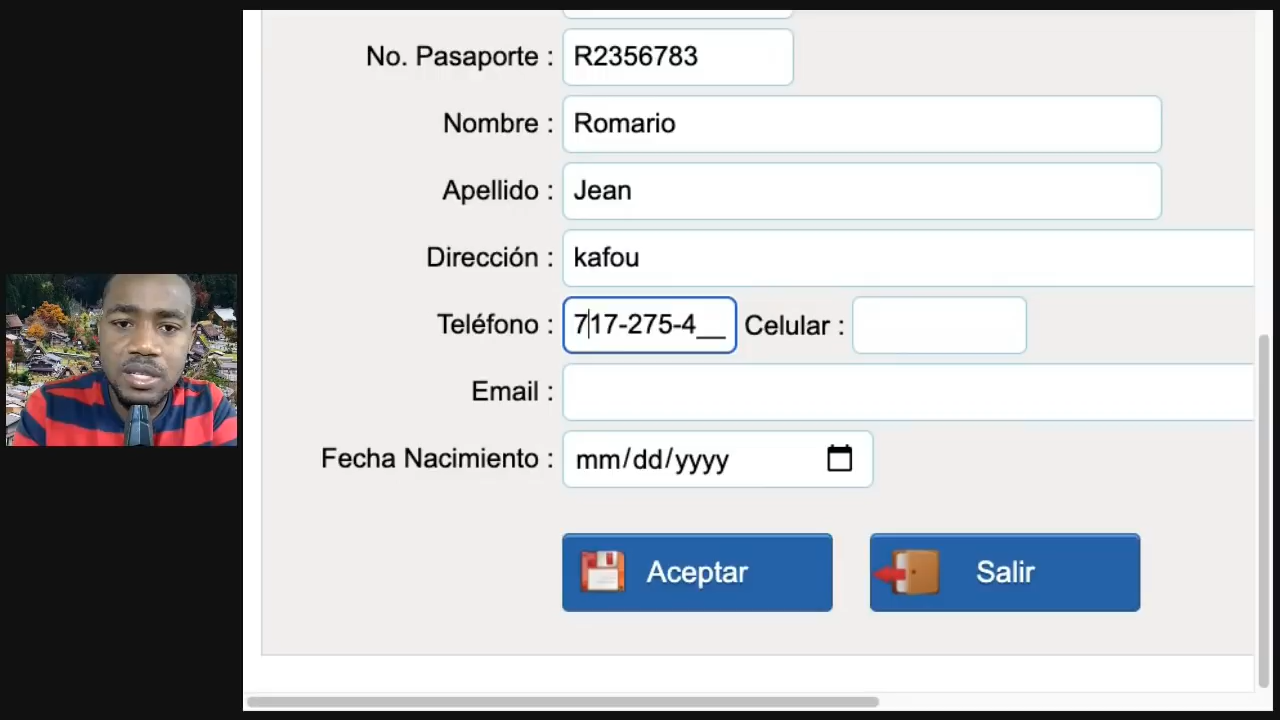 No. Pasaporte : R2356783
Nombre : Romario
Apellido : Jean
Dirección : kafou
Teléfono : 717-275-4__ Celular :
Email :
Fecha Nacimiento : mm/dd/yyyy
Aceptar Salir